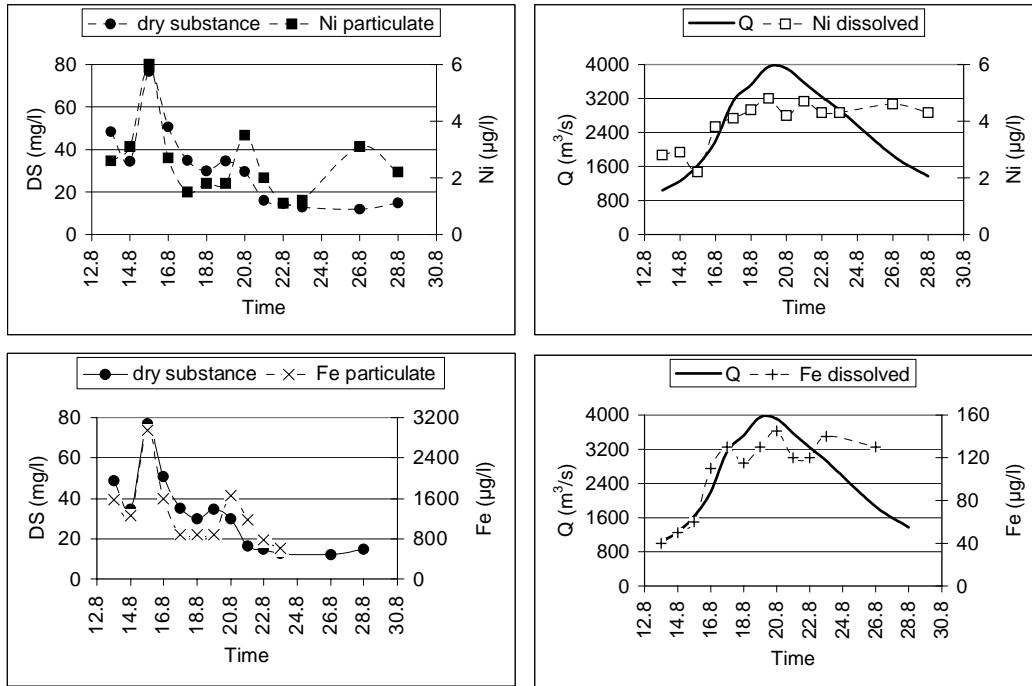 dry substance Ni particulate
80
60
40
20
0
DS (mg/l)
6
4
2
0
Ni (µg/l)
12.8 14.8 16.8 18.8 20.8 22.8 24.8 26.8 28.8 30.8
Time
Q Ni dissolved
4000
3200
2400
1600
800
0
Q (m³/s)
6
4
2
0
Ni (µg/l)
12.8 14.8 16.8 18.8 20.8 22.8 24.8 26.8 28.8 30.8
Time
dry substance Fe particulate
80
60
40
20
0
DS (mg/l)
3200
2400
1600
800
0
Fe (µg/l)
12.8 14.8 16.8 18.8 20.8 22.8 24.8 26.8 28.8 30.8
Time
Q Fe dissolved
4000
3200
2400
1600
800
0
Q (m³/s)
160
120
80
40
0
Fe (µg/l)
12.8 14.8 16.8 18.8 20.8 22.8 24.8 26.8 28.8 30.8
Time